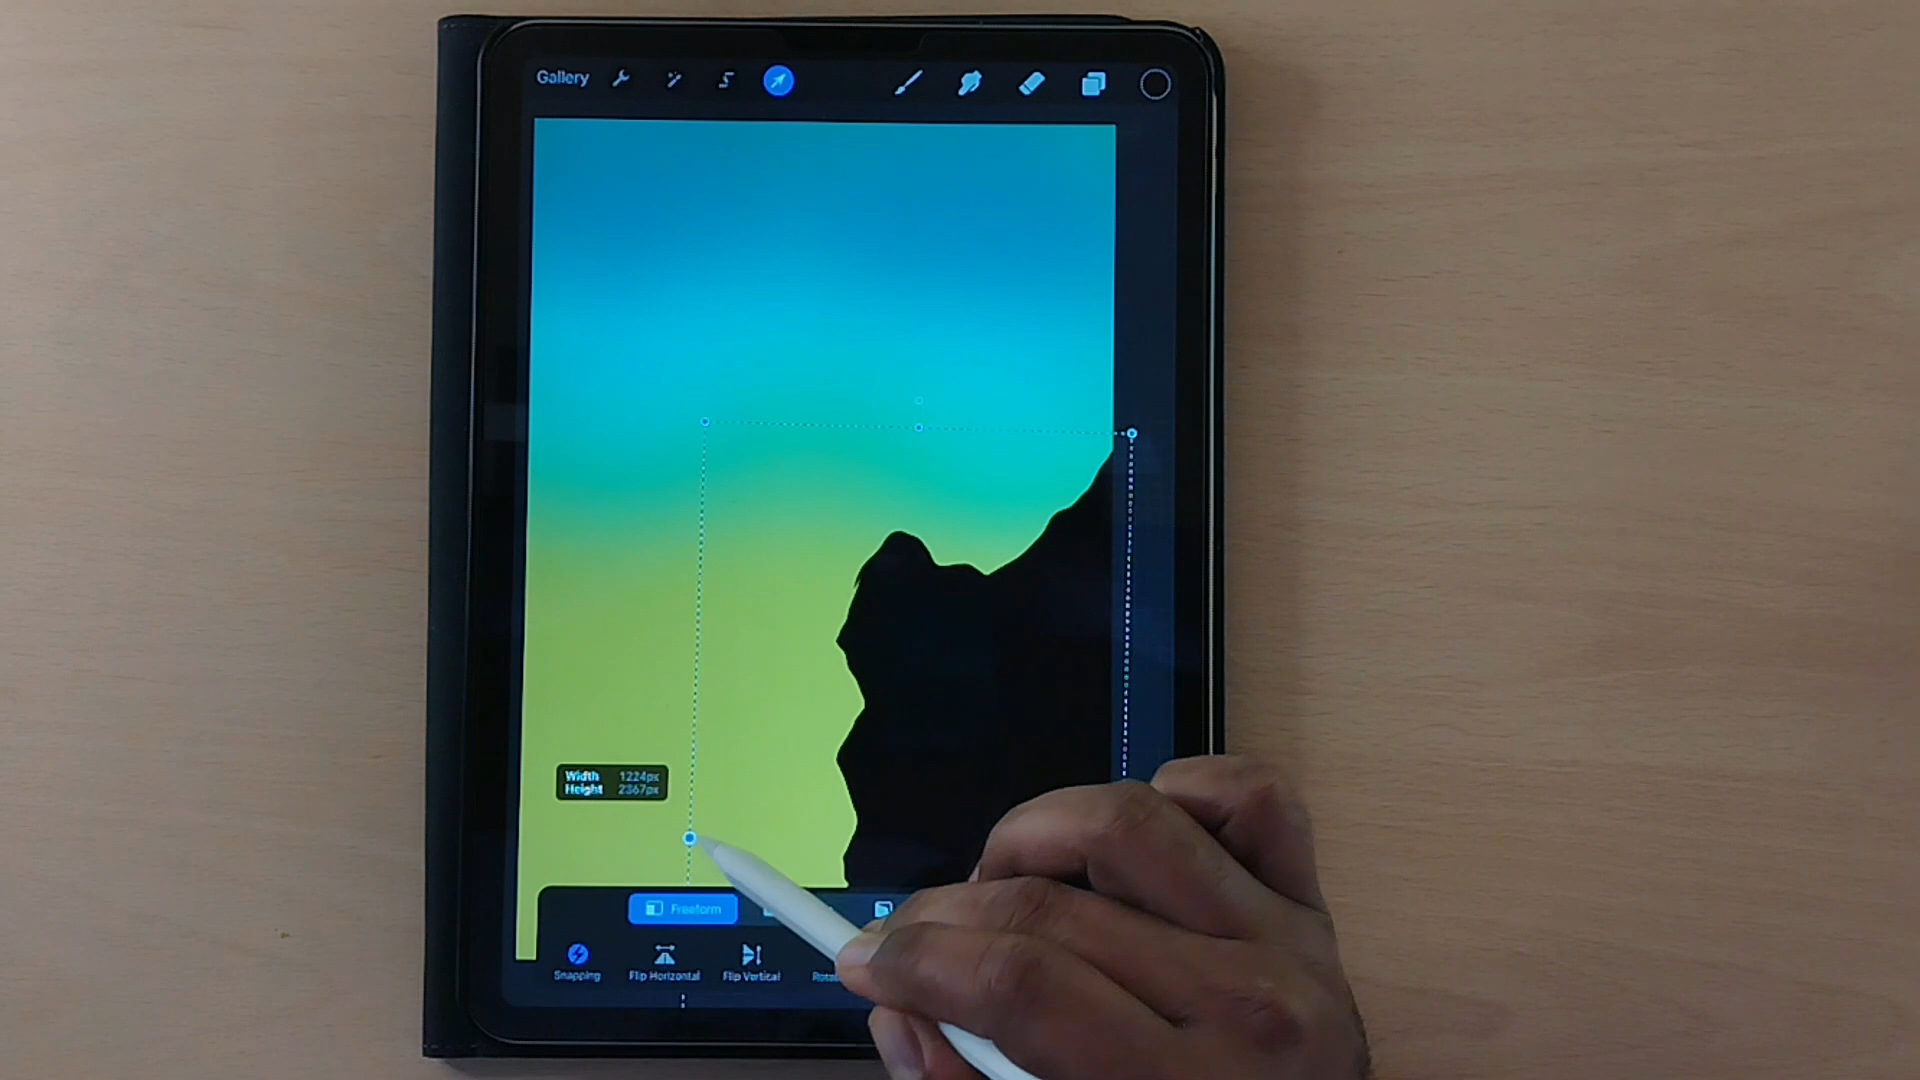 Gallery
Width 1224px
Height 2367px
Freeform
Snapping Flip Horizontal Flip Vertical